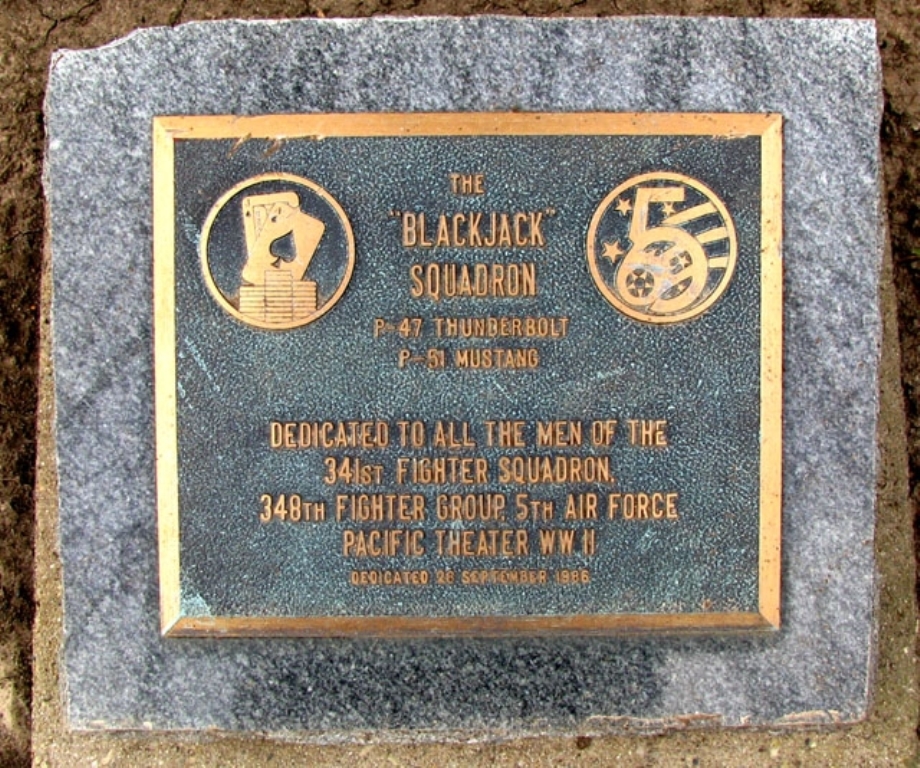 THE
"BLACKJACK"
SQUADRON
P-47 THUNDERBOLT
P-51 MUSTANG
5
DEDICATED TO ALL THE MEN OF THE
341ST FIGHTER SQUADRON,
348TH FIGHTER GROUP, 5TH AIR FORCE
PACIFIC THEATER WW II
DEDICATED 28 SEPTEMBER 1986